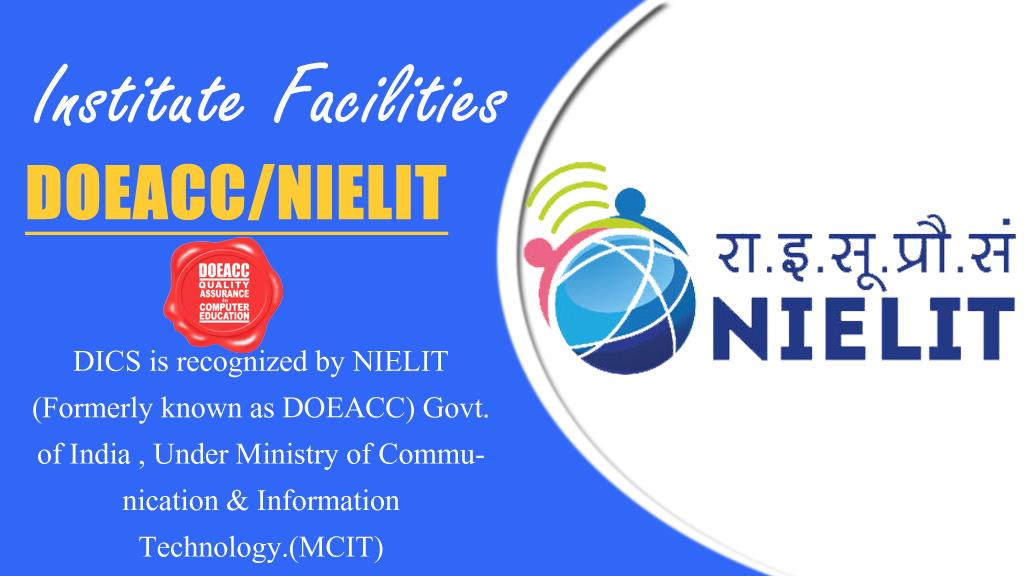 Institute Facilities
DOEACC/NIELIT
DOEACC
QUALITY
ASSURANCE
in
COMPUTER
EDUCATION
DICS is recognized by NIELIT
(Formerly known as DOEACC) Govt.
of India , Under Ministry of Commu-
nication & Information
Technology.(MCIT)
रा.इ.सू.प्रौ.सं
NIELIT